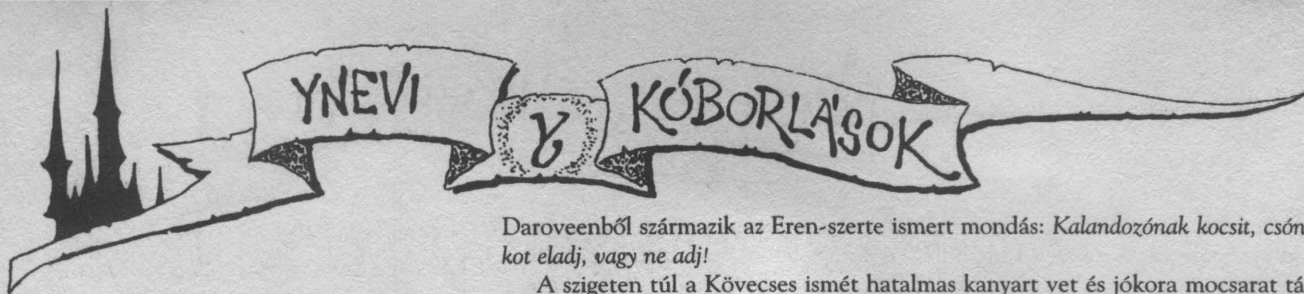 YNEVI KÓBORLÁSOK
Daroveenből származik az Eren-szerte ismert mondás: Kalandozónak kocsit, csón
kot eladj, vagy ne adj!
A szigeten túl a Kövecses ismét hatalmas kanyart vet és jókora mocsarat tá